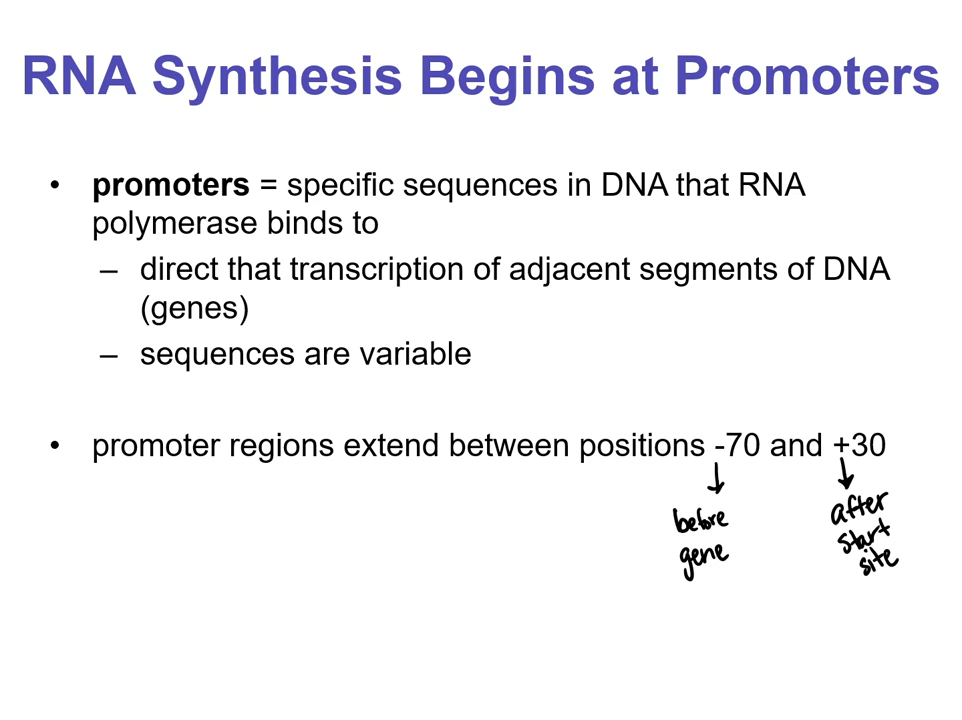 RNA Synthesis Begins at Promoters
• promoters = specific sequences in DNA that RNA
polymerase binds to
– direct that transcription of adjacent segments of DNA
(genes)
– sequences are variable
• promoter regions extend between positions -70 and +30
before
gene
after
start
site